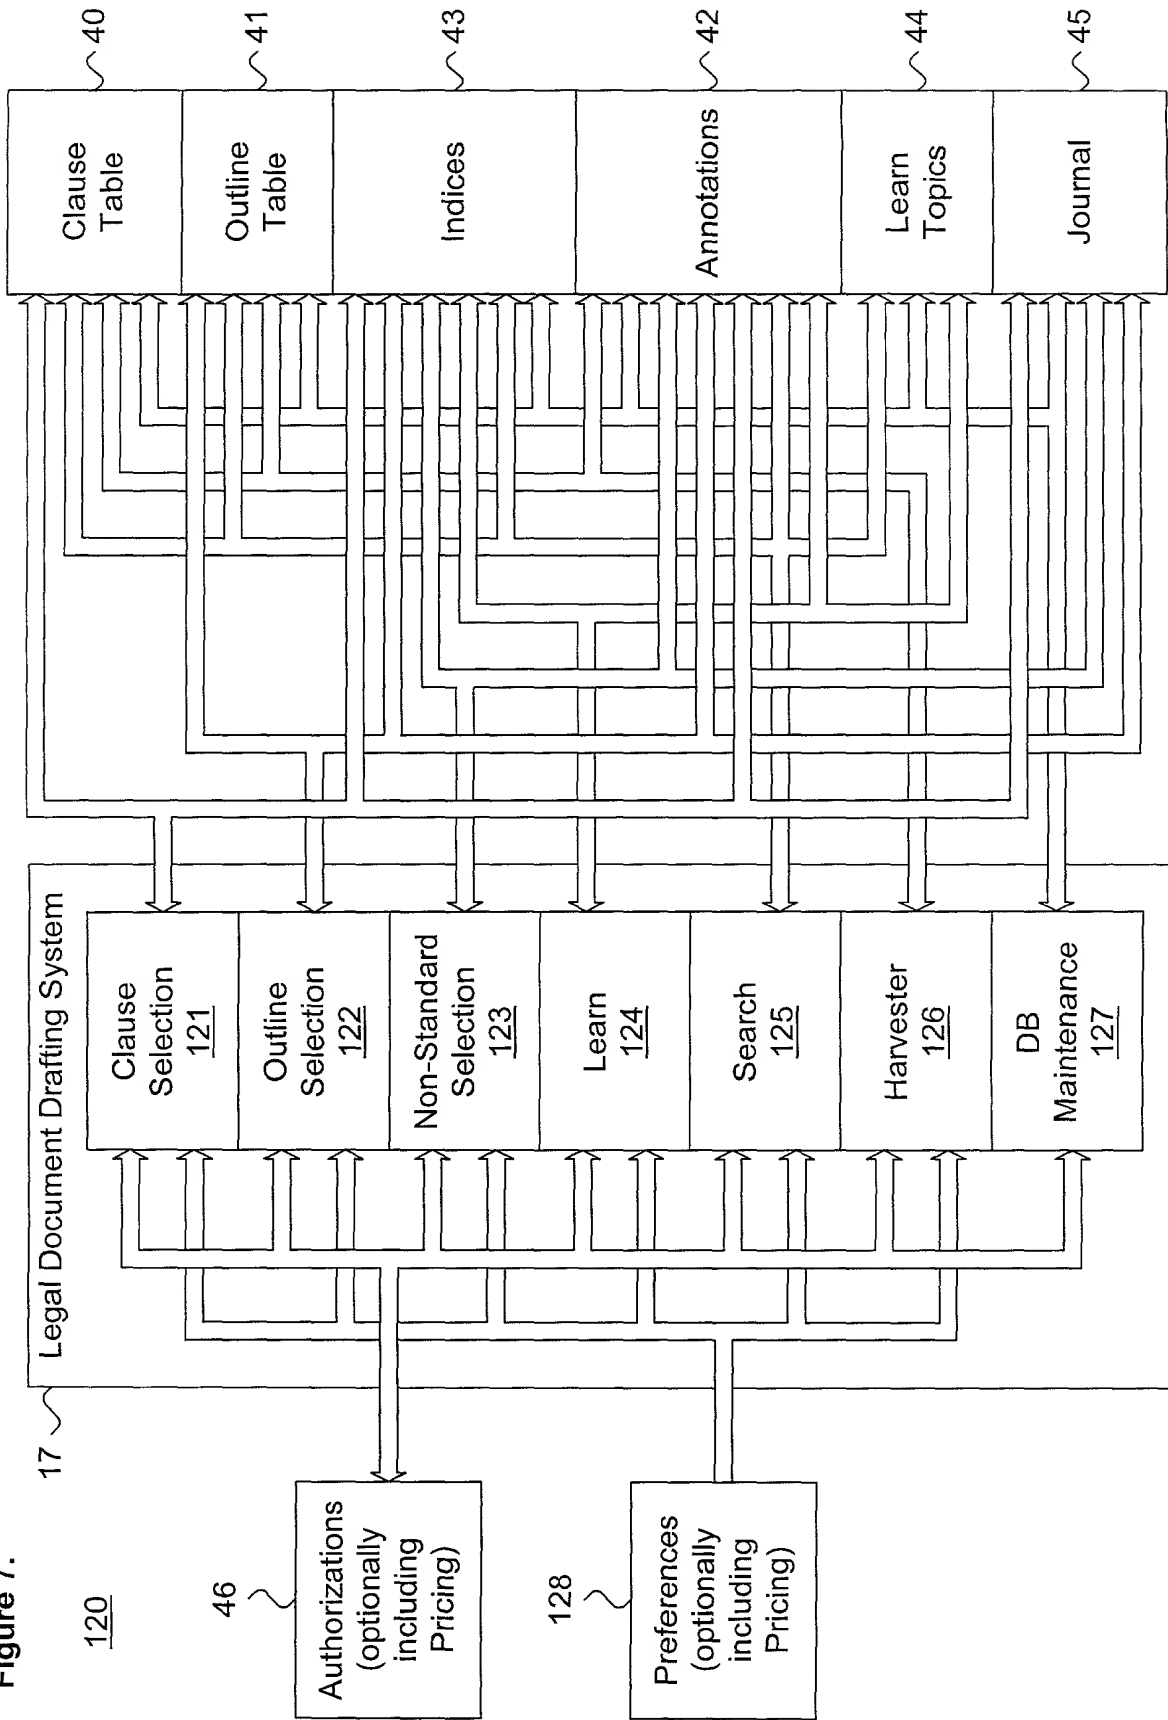 Figure 7.
120
17
Legal Document Drafting System
46
Authorizations
(optionally
including
Pricing)
128
Preferences
(optionally
including
Pricing)
Clause
Selection
121
Outline
Selection
122
Non-Standard
Selection
123
Learn
124
Search
125
Harvester
126
DB
Maintenance
127
Clause
Table
40
Outline
Table
41
Indices
43
Annotations
42
Learn
Topics
44
Journal
45